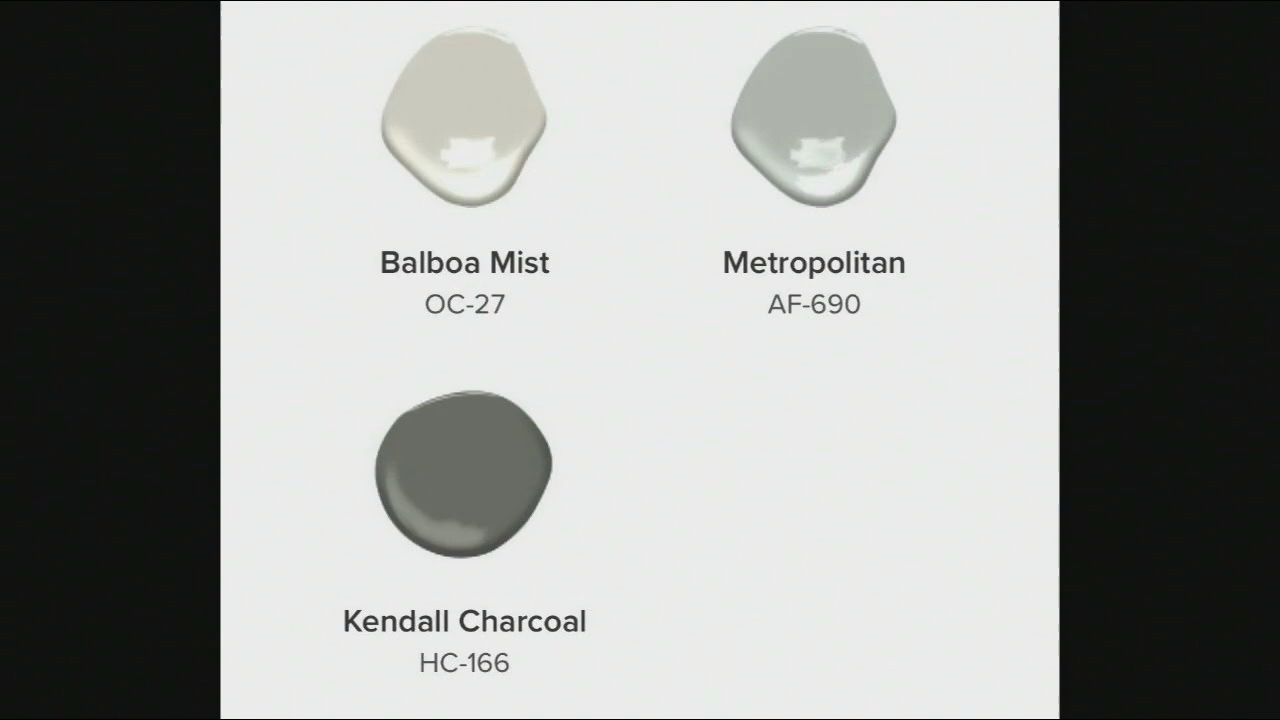 Balboa Mist
OC-27
Metropolitan
AF-690
Kendall Charcoal
HC-166